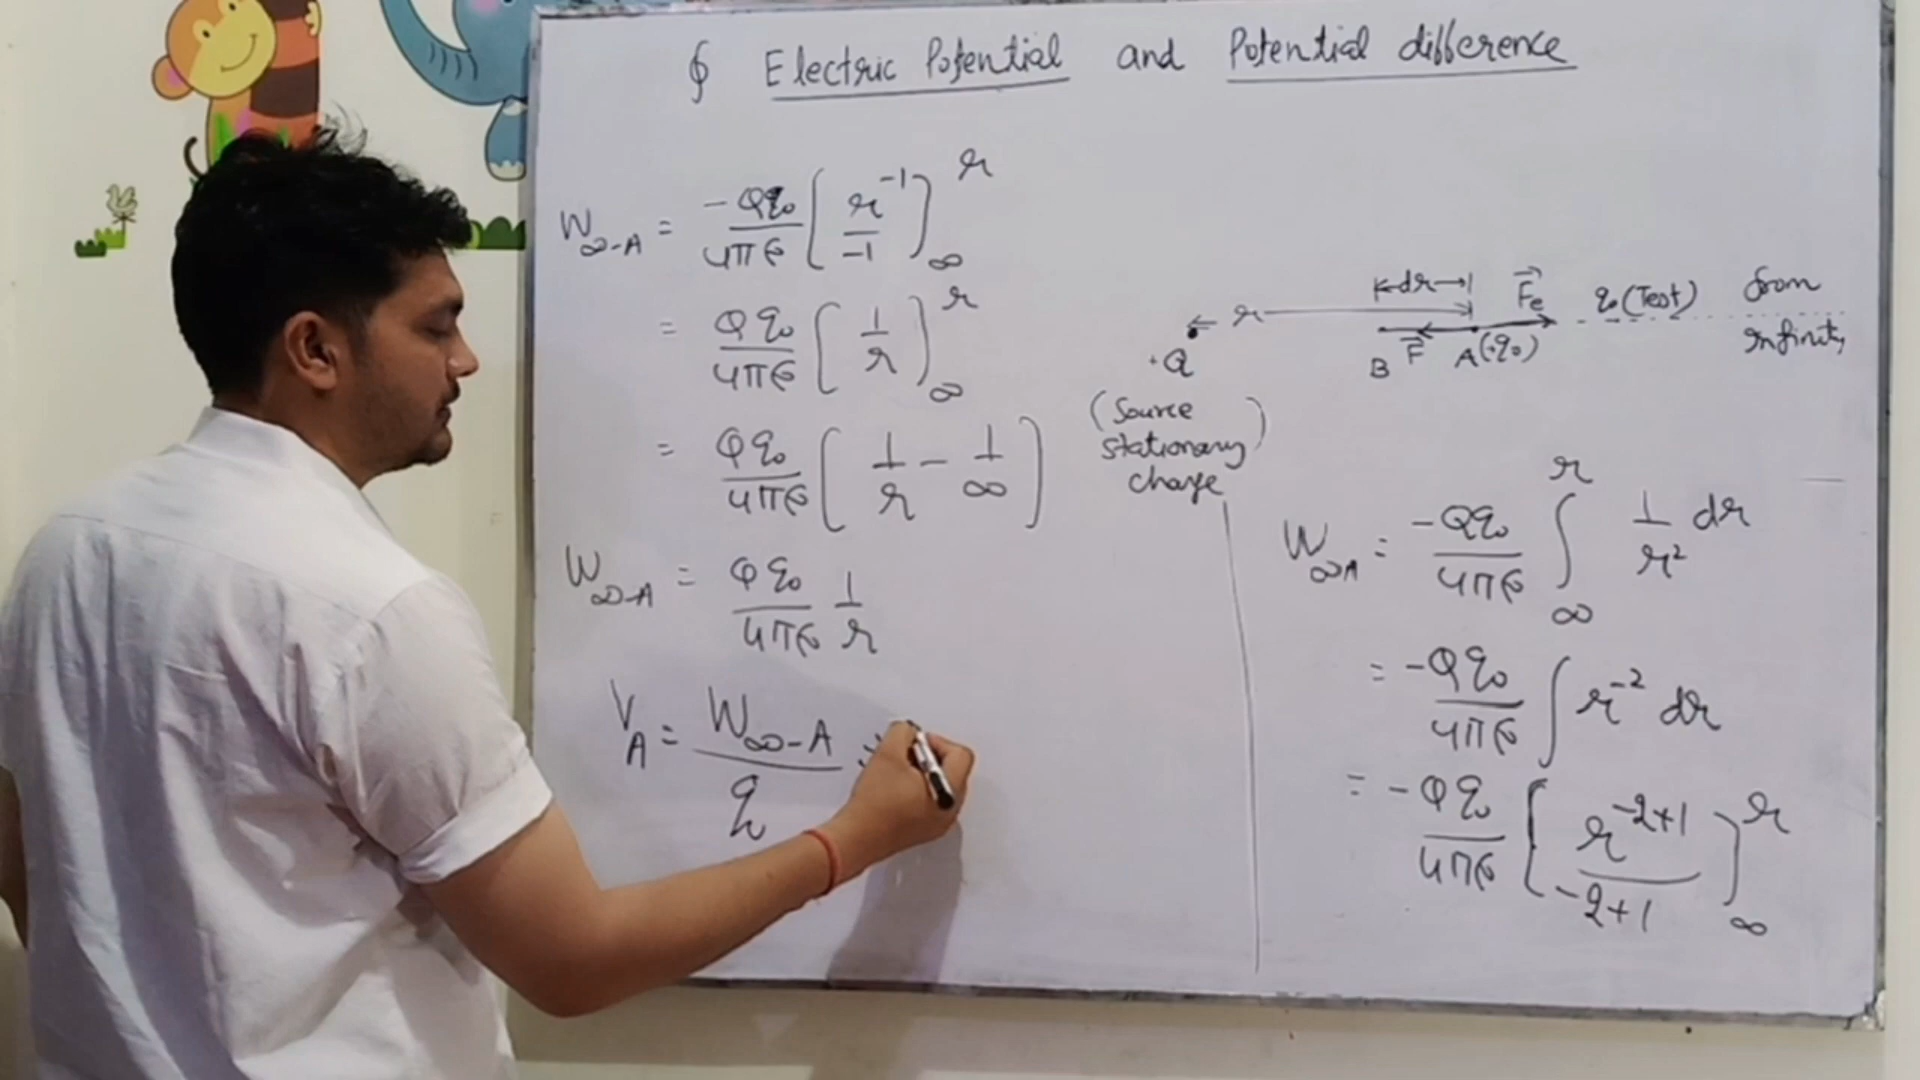 ∮ Electric Potential and Potential difference
W∞-A = -Qq₀/4πε [r⁻¹/-1]∞^r
= Qq₀/4πε [1/r]∞^r
= Qq₀/4πε [1/r - 1/∞]
W∞-A = Qq₀/4πε 1/r
V_A = W∞-A/q₀ =
←dr→ F⃗e q₀(Test) from
← r → infinity
+Q B F⃗ A(+q₀)
(Source
stationary)
charge
W∞A = -Qq₀/4πε ∫∞^r 1/r² dr
= -Qq₀/4πε ∫ r⁻² dr
= -Qq₀/4πε [r⁻²⁺¹/-2+1]∞^r